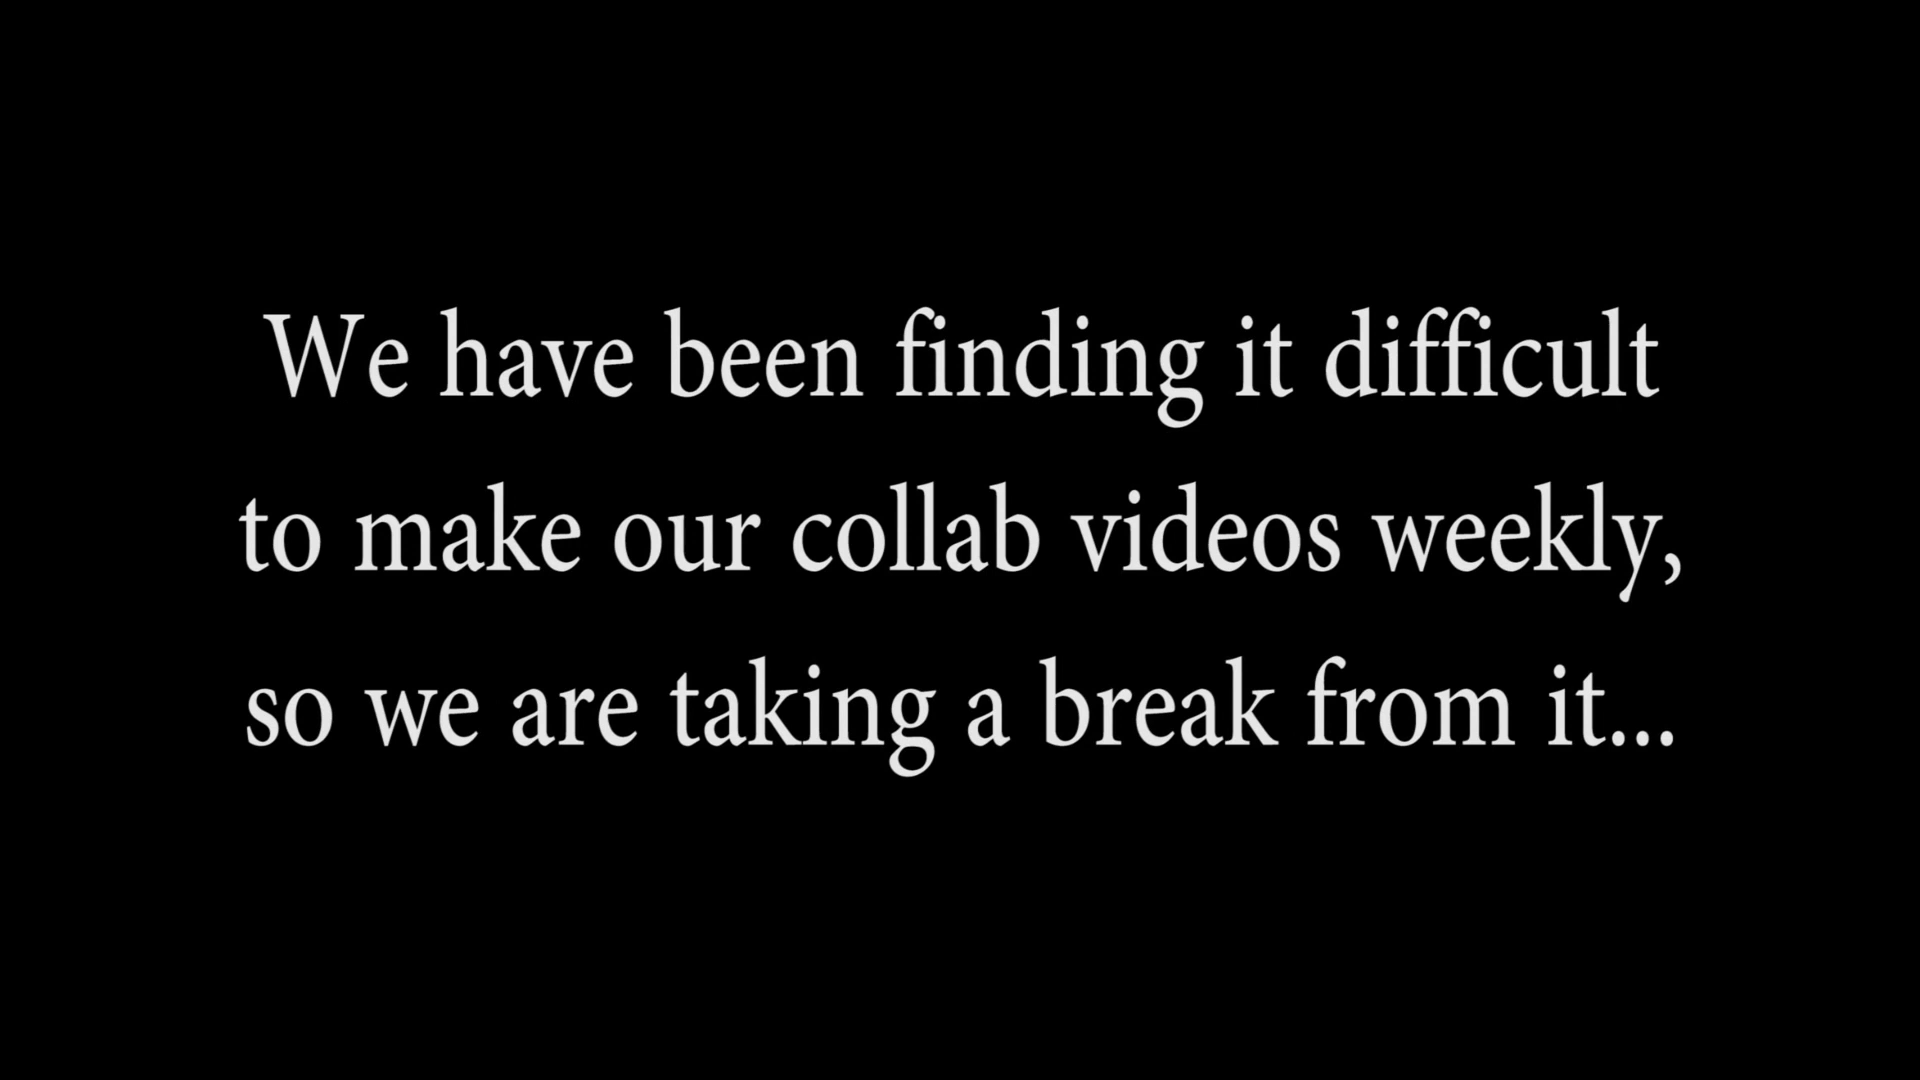 We have been finding it difficult
to make our collab videos weekly,
so we are taking a break from it...